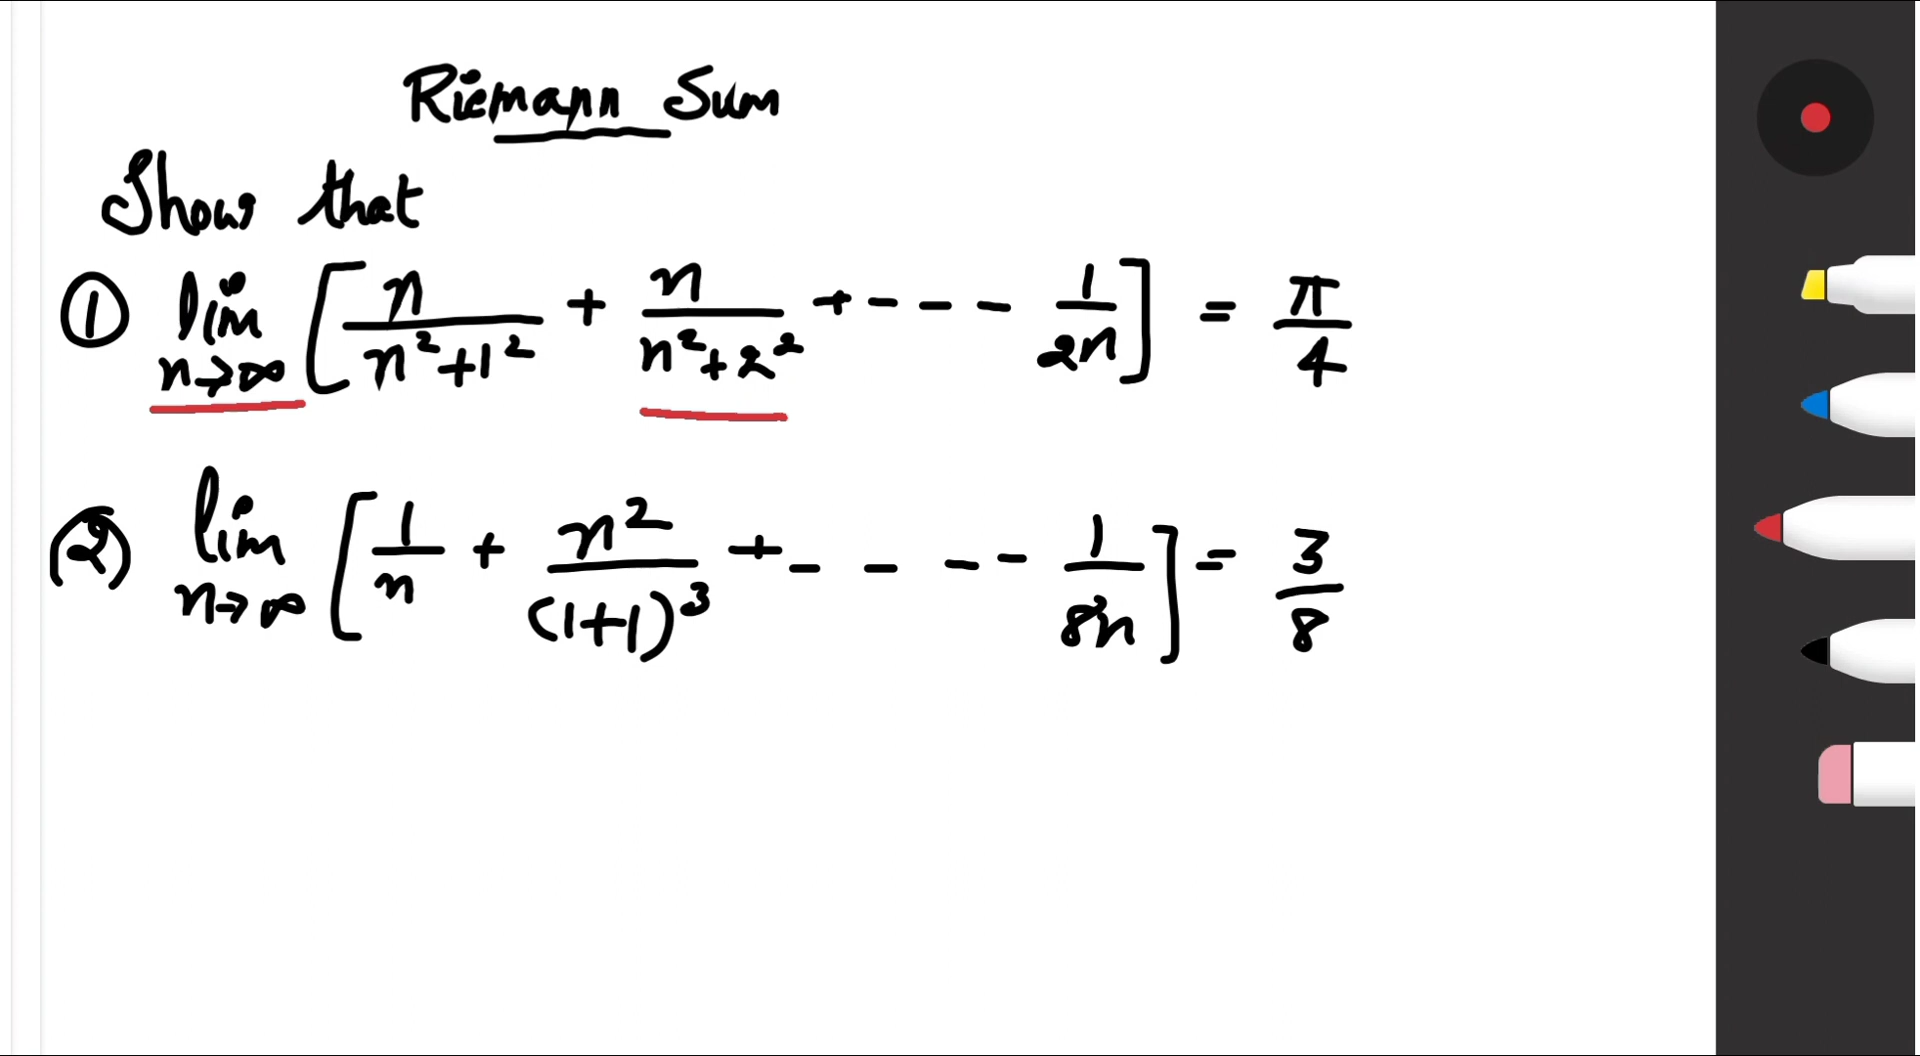 Riemann Sum
Show that
① lim n→∞ [ n/(n²+1²) + n/(n²+2²) + - - - 1/2n ] = π/4
(2) lim n→∞ [ 1/n + n²/(1+1)³ + - - - - 1/8n ] = 3/8